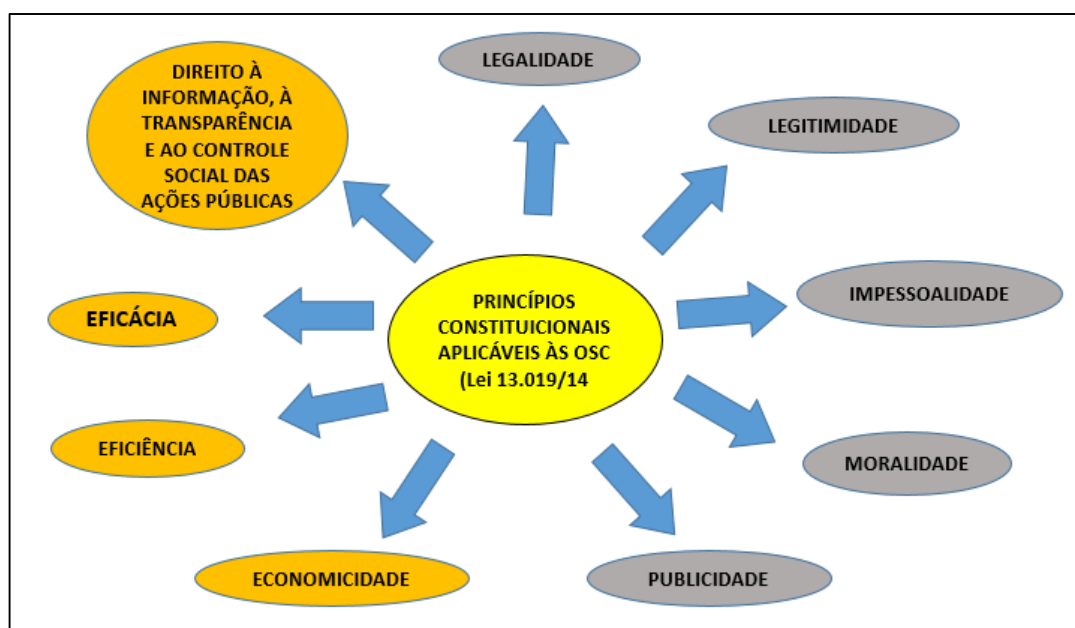 DIREITO À
INFORMAÇÃO, À
TRANSPARÊNCIA
E AO CONTROLE
SOCIAL DAS
AÇÕES PÚBLICAS
LEGALIDADE
LEGITIMIDADE
IMPESSOALIDADE
MORALIDADE
PUBLICIDADE
ECONOMICIDADE
EFICIÊNCIA
EFICÁCIA
PRINCÍPIOS
CONSTITUICIONAIS
APLICÁVEIS ÀS OSC
(Lei 13.019/14